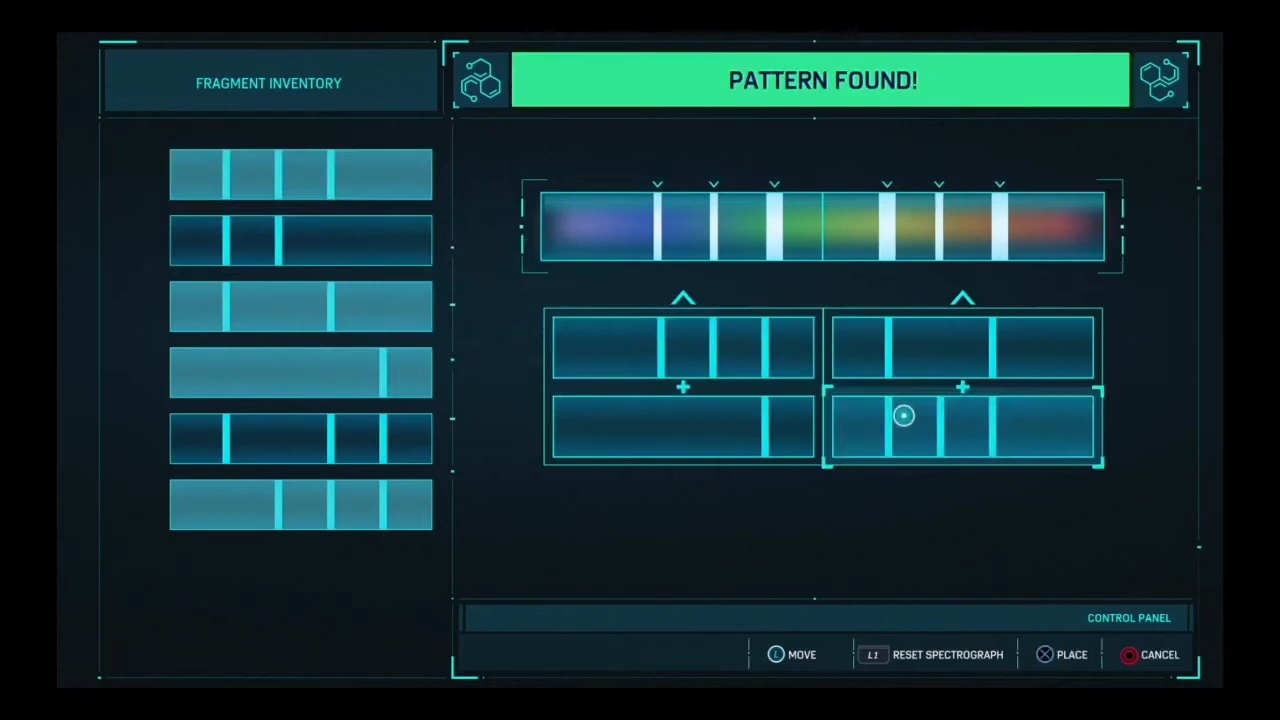 FRAGMENT INVENTORY
PATTERN FOUND!
CONTROL PANEL
L MOVE
L1 RESET SPECTROGRAPH
PLACE
CANCEL